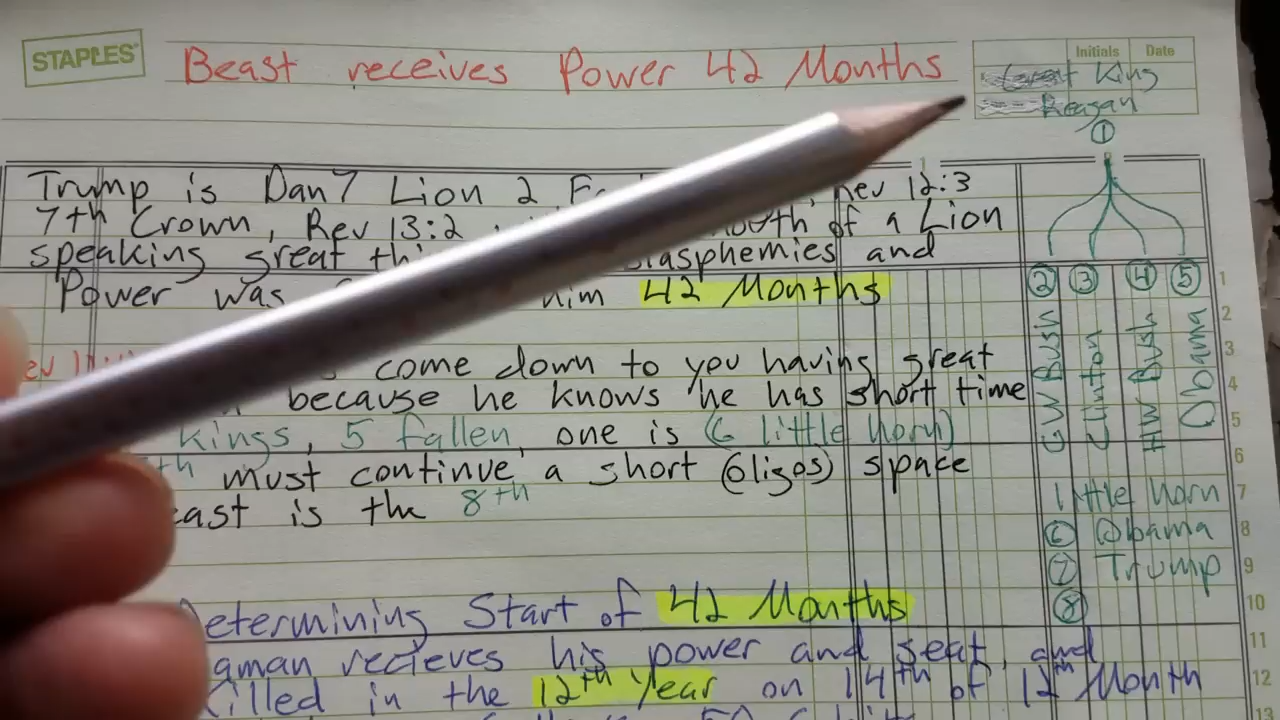 STAPLES
Beast receives Power 42 Months
Initials Date
Great King
Reagan
①
Trump is Dan7 Lion 2 rev 12:3
7th Crown, Rev 13:2 mouth of a Lion
speaking great blasphemies and
Power was him 42 Months
come down to you having great
because he knows he has short time
kings, 5 fallen, one is (6 little horn)
must continue a short (oligos) space
is the 8th
② ③ ④ ⑤
GW Bush
Clinton
HW Bush
Obama
little horn
⑥ Obama
⑦ Trump
⑧
Determining Start of 42 Months
recieves his power and seat, and
killed in the 12th year on 14th of 12th Month
1
2
3
4
5
6
7
8
9
10
11
12
13